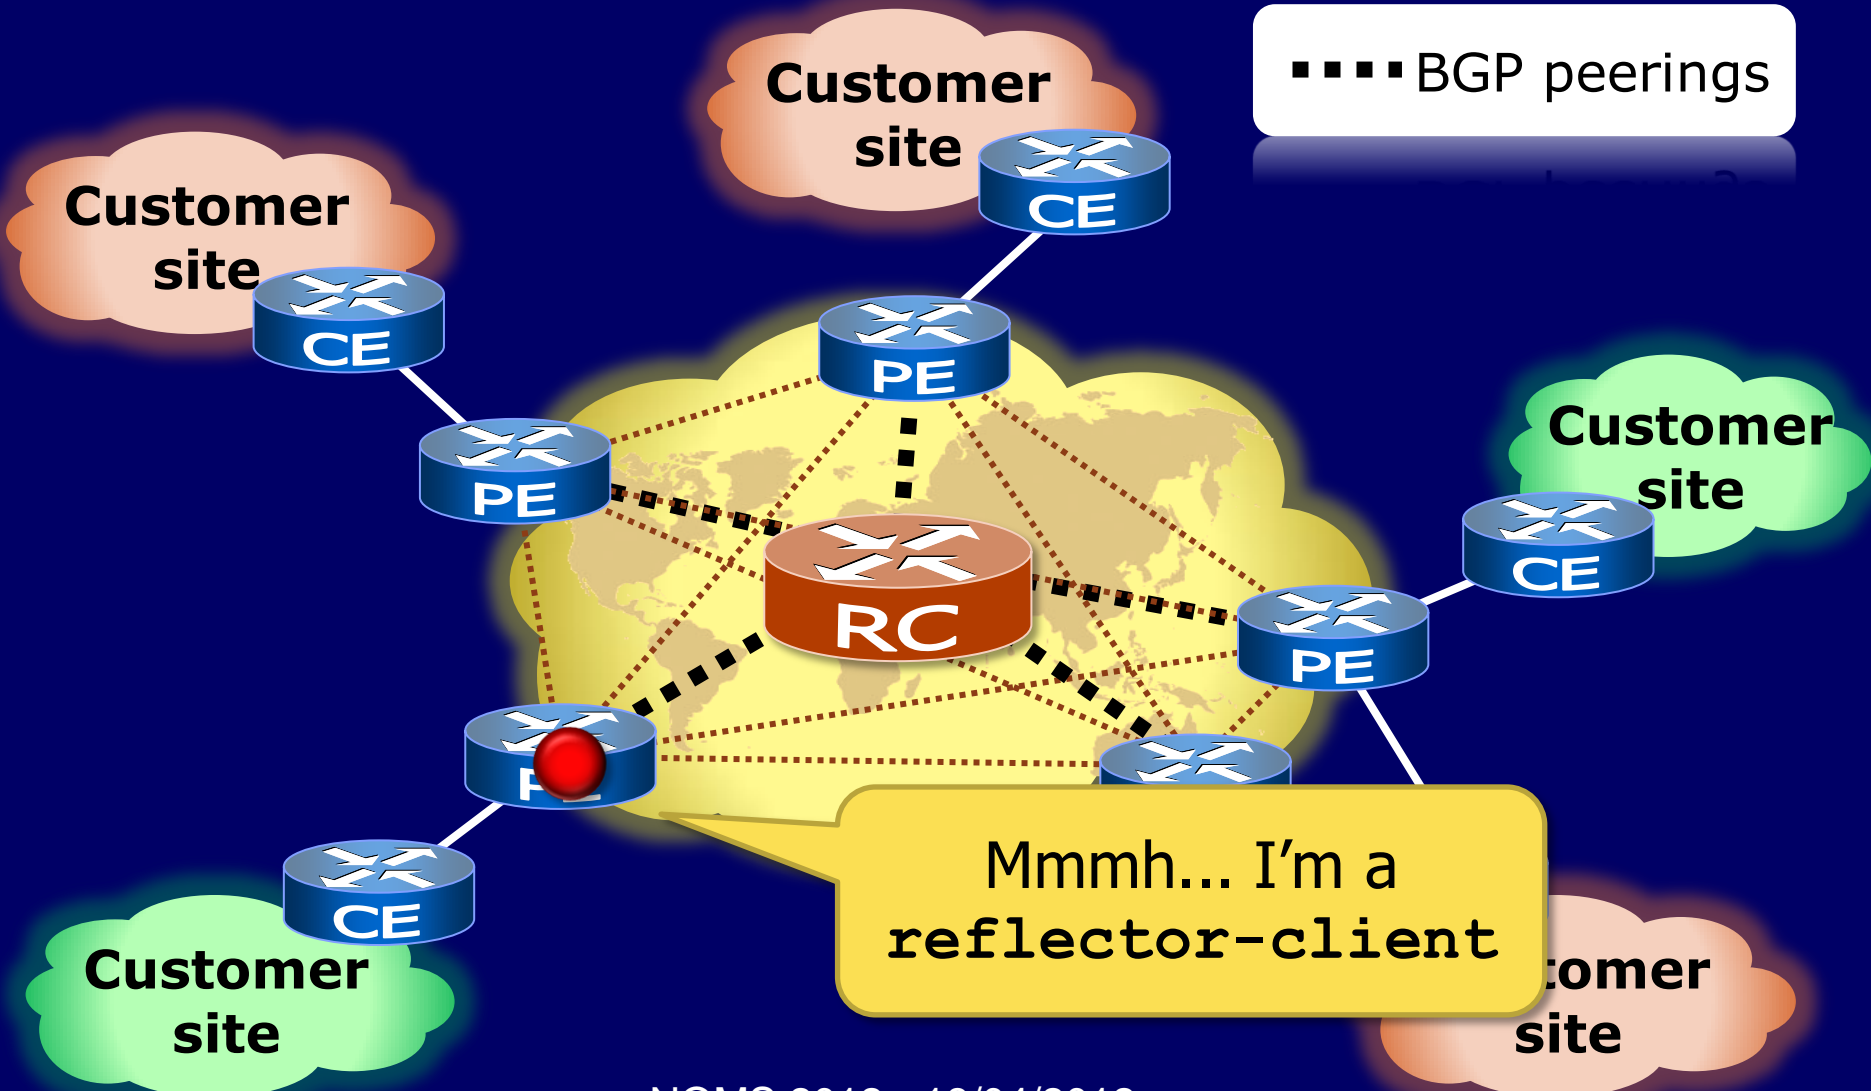 Customer
site
CE
BGP peerings
Customer
site
CE
PE
Customer
site
CE
PE
RC
PE
PE
CE
Customer
site
Mmmh... I'm a
reflector-client
site